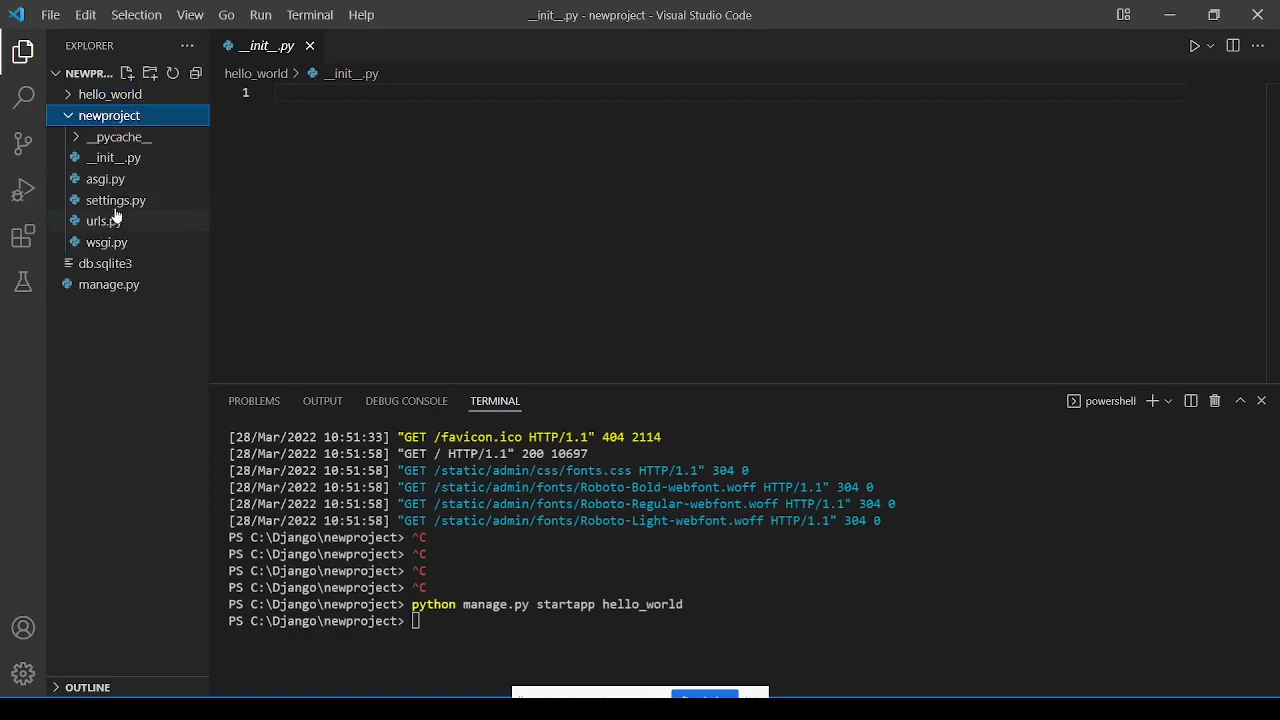 File Edit Selection View Go Run Terminal Help
__init__.py - newproject - Visual Studio Code
EXPLORER
NEWPR...
hello_world
newproject
__pycache__
__init__.py
asgi.py
settings.py
urls.py
wsgi.py
db.sqlite3
manage.py
OUTLINE
__init__.py
hello_world > __init__.py
1
PROBLEMS OUTPUT DEBUG CONSOLE TERMINAL
powershell
[28/Mar/2022 10:51:33] "GET /favicon.ico HTTP/1.1" 404 2114
[28/Mar/2022 10:51:58] "GET / HTTP/1.1" 200 10697
[28/Mar/2022 10:51:58] "GET /static/admin/css/fonts.css HTTP/1.1" 304 0
[28/Mar/2022 10:51:58] "GET /static/admin/fonts/Roboto-Bold-webfont.woff HTTP/1.1" 304 0
[28/Mar/2022 10:51:58] "GET /static/admin/fonts/Roboto-Regular-webfont.woff HTTP/1.1" 304 0
[28/Mar/2022 10:51:58] "GET /static/admin/fonts/Roboto-Light-webfont.woff HTTP/1.1" 304 0
PS C:\Django\newproject> ^C
PS C:\Django\newproject> ^C
PS C:\Django\newproject> ^C
PS C:\Django\newproject> ^C
PS C:\Django\newproject> python manage.py startapp hello_world
PS C:\Django\newproject>